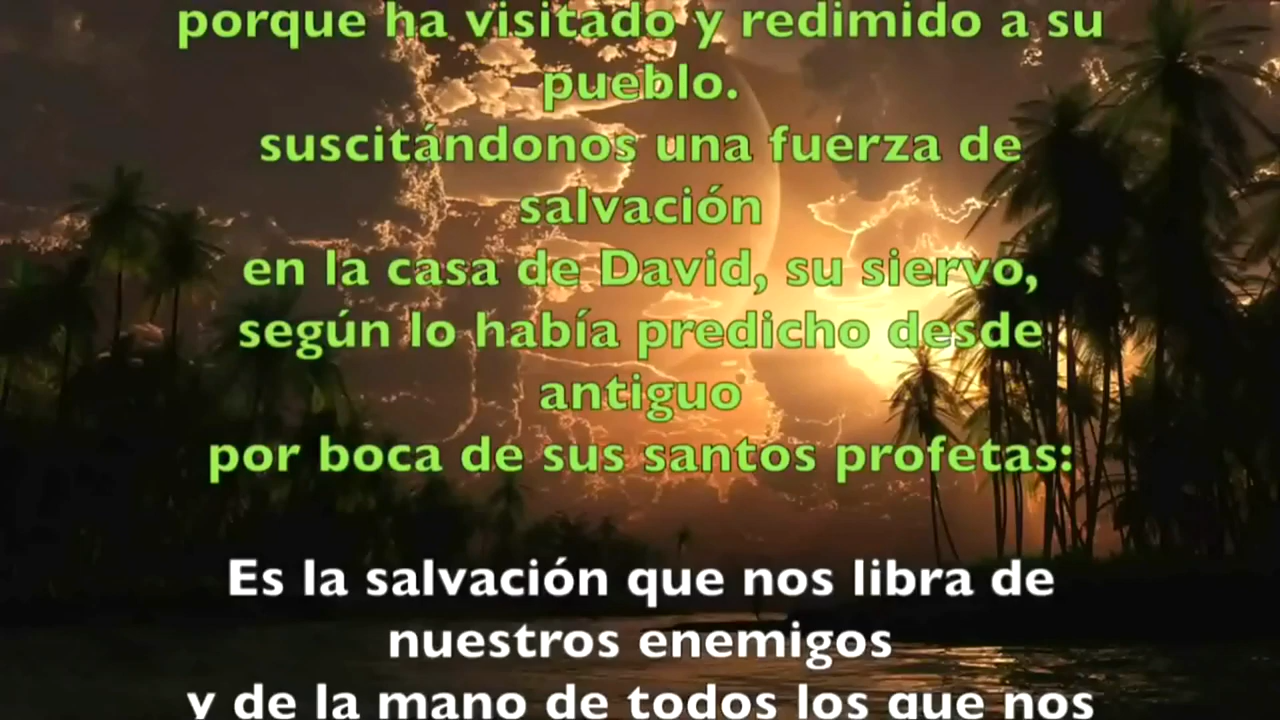 porque ha visitado y redimido a su
pueblo.
suscitándonos una fuerza de
salvación
en la casa de David, su siervo,
según lo había predicho desde
antiguo
por boca de sus santos profetas:
Es la salvación que nos libra de
nuestros enemigos
y de la mano de todos los que nos